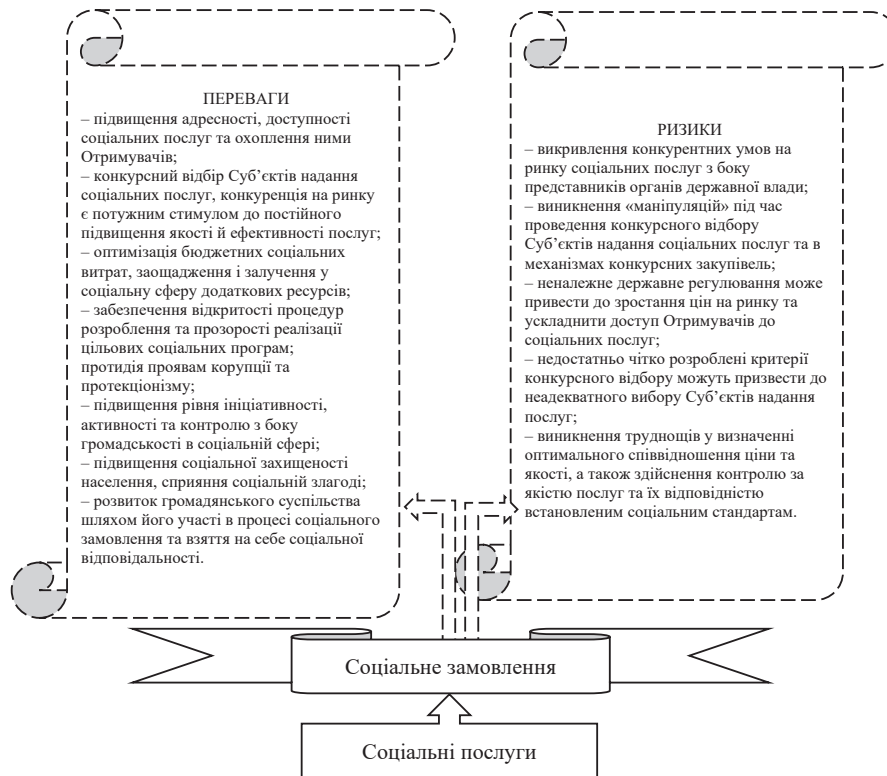 ПЕРЕВАГИ
– підвищення адресності, доступності
соціальних послуг та охоплення ними
Отримувачів;
– конкурсний відбір Суб’єктів надання
соціальних послуг, конкуренція на ринку
є потужним стимулом до постійного
підвищення якості й ефективності послуг;
– оптимізація бюджетних соціальних
витрат, заощадження і залучення у
соціальну сферу додаткових ресурсів;
– забезпечення відкритості процедур
розроблення та прозорості реалізації
цільових соціальних програм;
протидія проявам корупції та
протекціонізму;
– підвищення рівня ініціативності,
активності та контролю з боку
громадськості в соціальній сфері;
– підвищення соціальної захищеності
населення, сприяння соціальній злагоді;
– розвиток громадянського суспільства
шляхом його участі в процесі соціального
замовлення та взяття на себе соціальної
відповідальності.
РИЗИКИ
– викривлення конкурентних умов на
ринку соціальних послуг з боку
представників органів державної влади;
– виникнення «маніпуляцій» під час
проведення конкурсного відбору
Суб’єктів надання соціальних послуг та в
механізмах конкурсних закупівель;
– неналежне державне регулювання може
привести до зростання цін на ринку та
ускладнити доступ Отримувачів до
соціальних послуг;
– недостатньо чітко розроблені критерії
конкурсного відбору можуть призвести до
неадекватного вибору Суб’єктів надання
послуг;
– виникнення труднощів у визначенні
оптимального співвідношення ціни та
якості, а також здійснення контролю за
якістю послуг та їх відповідністю
встановленим соціальним стандартам.
Соціальне замовлення
Соціальні послуги